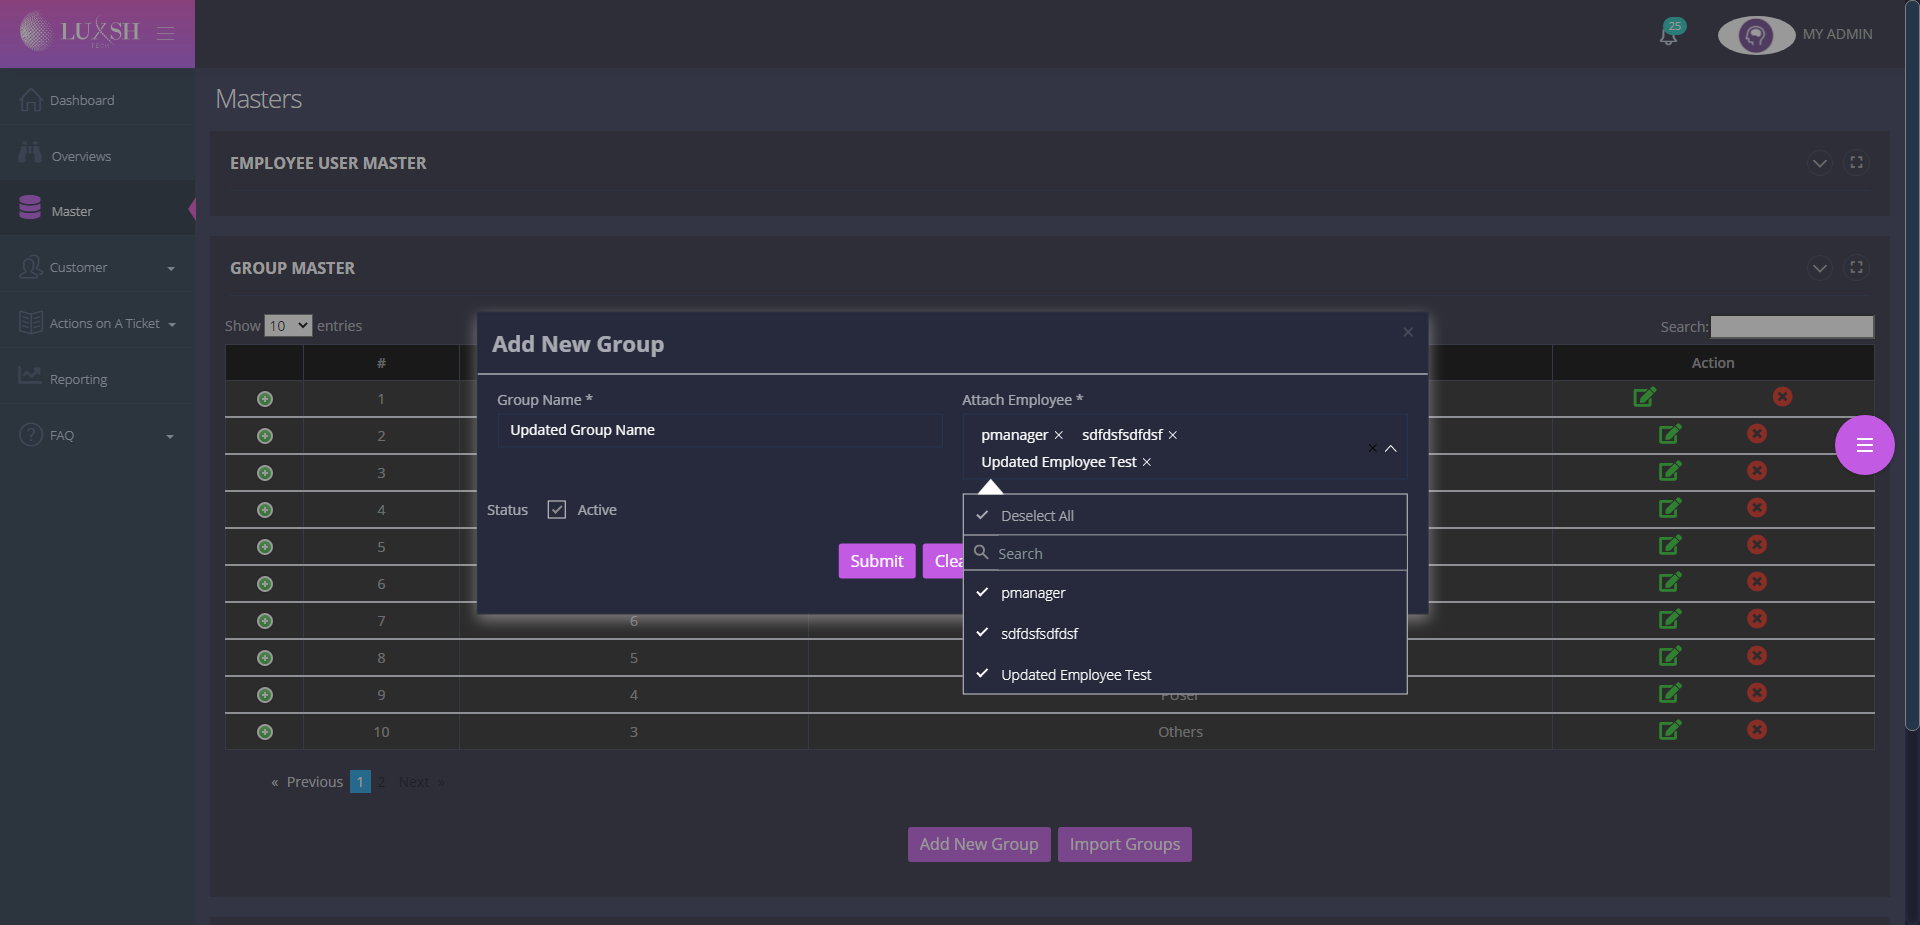 LUXSH
TECH
25
MY ADMIN
Dashboard
Overviews
Master
Customer
Actions on A Ticket
Reporting
FAQ
Masters
EMPLOYEE USER MASTER
GROUP MASTER
Show 10 entries
Search:
# Action
1
2
3
4
5
6
7 6
8 5
9 4
10 3 Others
« Previous 1 2 Next »
Add New Group Import Groups
Add New Group
×
Group Name *
Updated Group Name
Attach Employee *
pmanager × sdfdsfsdfdsf ×
Updated Employee Test ×
Status Active
Submit
Deselect All
Search
pmanager
sdfdsfsdfdsf
Updated Employee Test